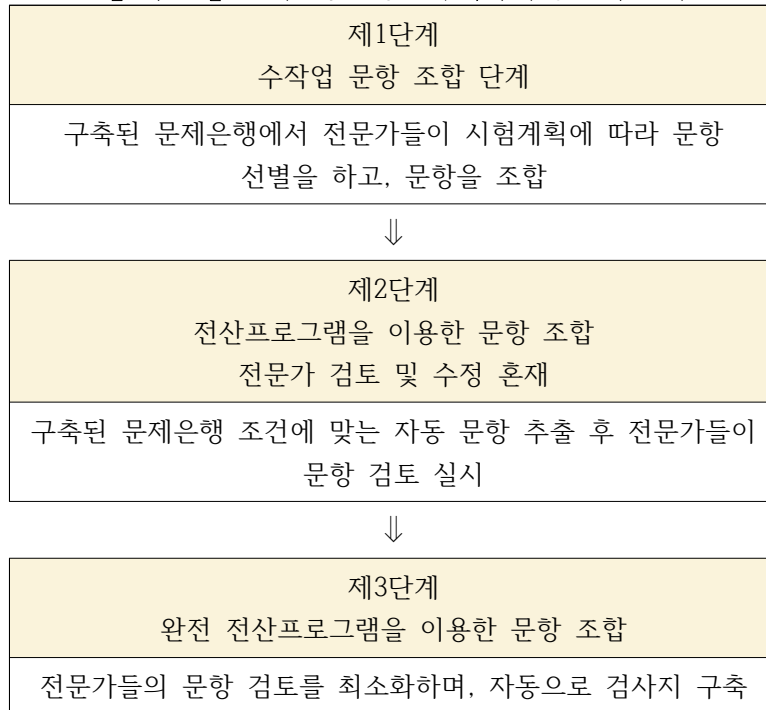 제1단계
수작업 문항 조합 단계
구축된 문제은행에서 전문가들이 시험계획에 따라 문항
선별을 하고, 문항을 조합
⇓
제2단계
전산프로그램을 이용한 문항 조합
전문가 검토 및 수정 혼재
구축된 문제은행 조건에 맞는 자동 문항 추출 후 전문가들이
문항 검토 실시
⇓
제3단계
완전 전산프로그램을 이용한 문항 조합
전문가들의 문항 검토를 최소화하며, 자동으로 검사지 구축